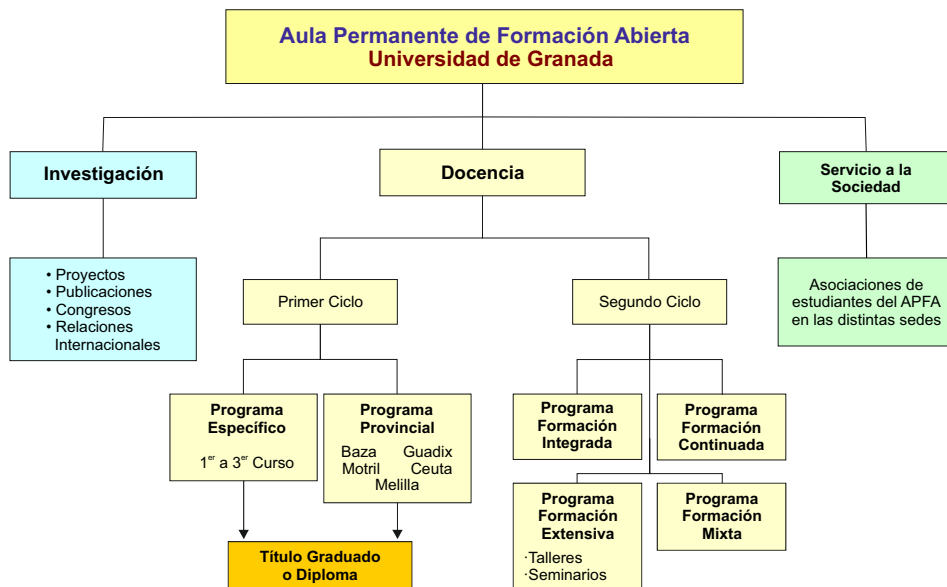 Aula Permanente de Formación Abierta
Universidad de Granada
Investigación
Docencia
Servicio a la
Sociedad
• Proyectos
• Publicaciones
• Congresos
• Relaciones
Internacionales
Primer Ciclo
Segundo Ciclo
Asociaciones de
estudiantes del APFA
en las distintas sedes
Programa
Específico
1er a 3er Curso
Programa
Provincial
Baza Guadix
Motril Ceuta
Melilla
Programa
Formación
Integrada
Programa
Formación
Continuada
Programa
Formación
Extensiva
·Talleres
·Seminarios
Programa
Formación
Mixta
Título Graduado
o Diploma